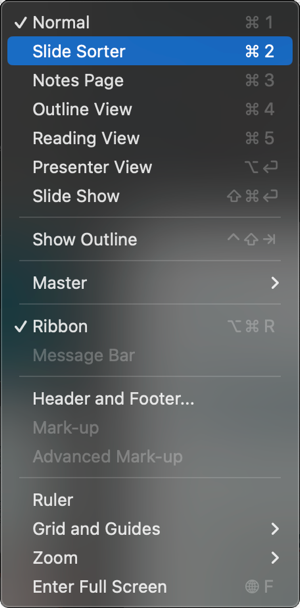 ✓ Normal ⌘ 1
Slide Sorter ⌘ 2
Notes Page ⌘ 3
Outline View ⌘ 4
Reading View ⌘ 5
Presenter View ⌥ ↩
Slide Show ⇧ ⌘ ↩
Show Outline ^ ⇧ ⇥
Master >
✓ Ribbon ⌥ ⌘ R
Message Bar
Header and Footer...
Mark-up
Advanced Mark-up
Ruler
Grid and Guides >
Zoom >
Enter Full Screen 🌐 F